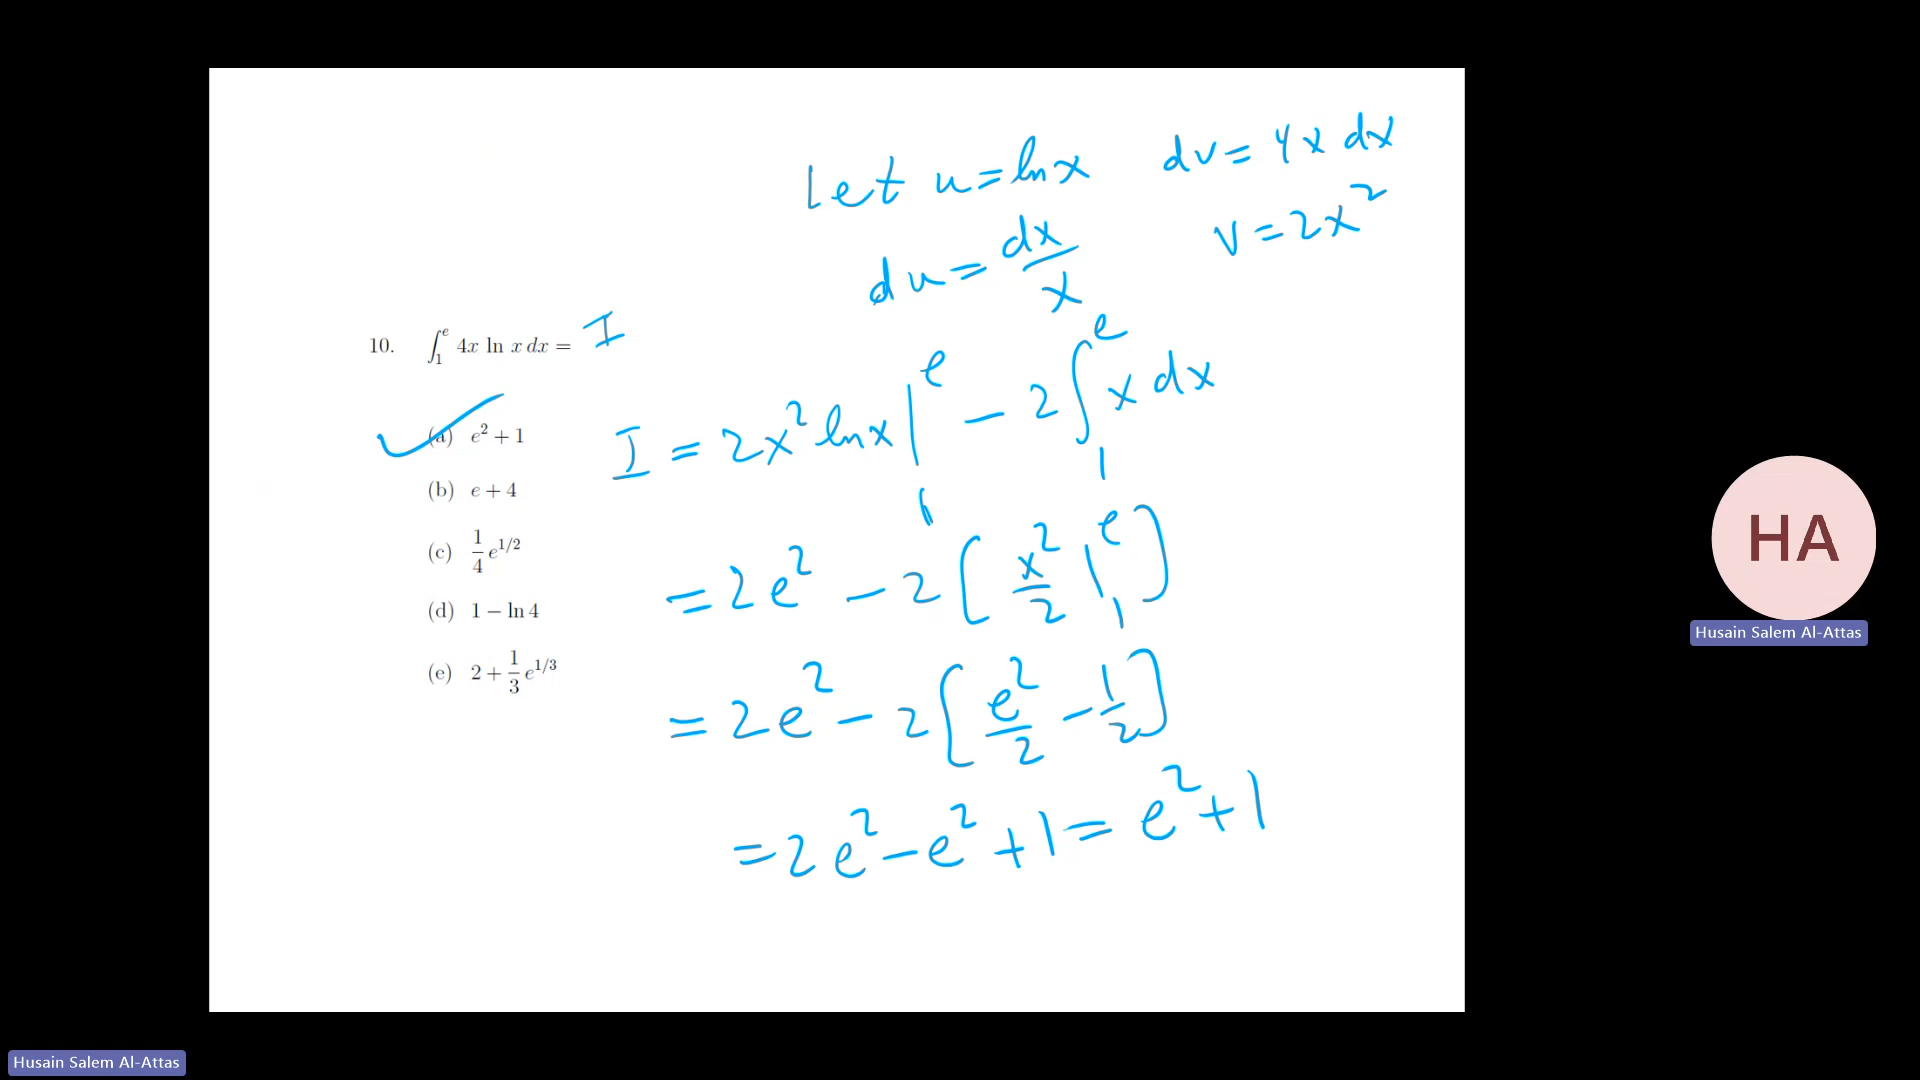 Let u = ln x    dv = 4x dx
du = dx/x    v = 2x²
10. ∫₁ᵉ 4x ln x dx = I
(a) e² + 1
I = 2x² ln x |₁ᵉ − 2 ∫₁ᵉ x dx
(b) e + 4
(c) 1/4 e^{1/2}
= 2e² − 2 [ x²/2 |₁ᵉ ]
(d) 1 − ln 4
(e) 2 + 1/3 e^{1/3}
= 2e² − 2 [ e²/2 − 1/2 ]
= 2e² − e² + 1 = e² + 1
HA
Husain Salem Al-Attas
Husain Salem Al-Attas